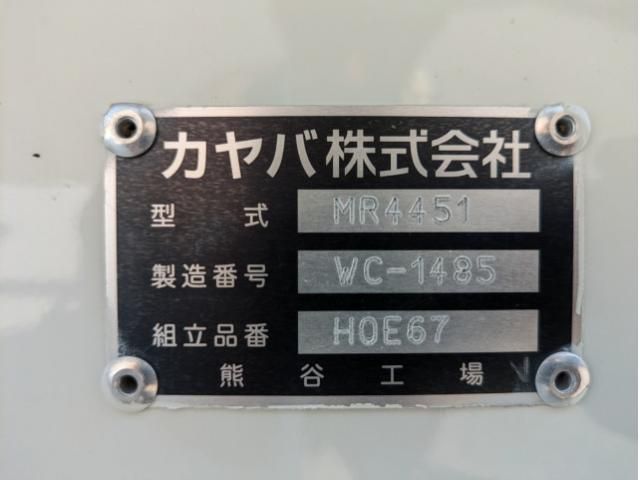 カヤバ株式会社
型式 MR4451
製造番号 WC-1485
組立品番 H0E67
熊谷工場